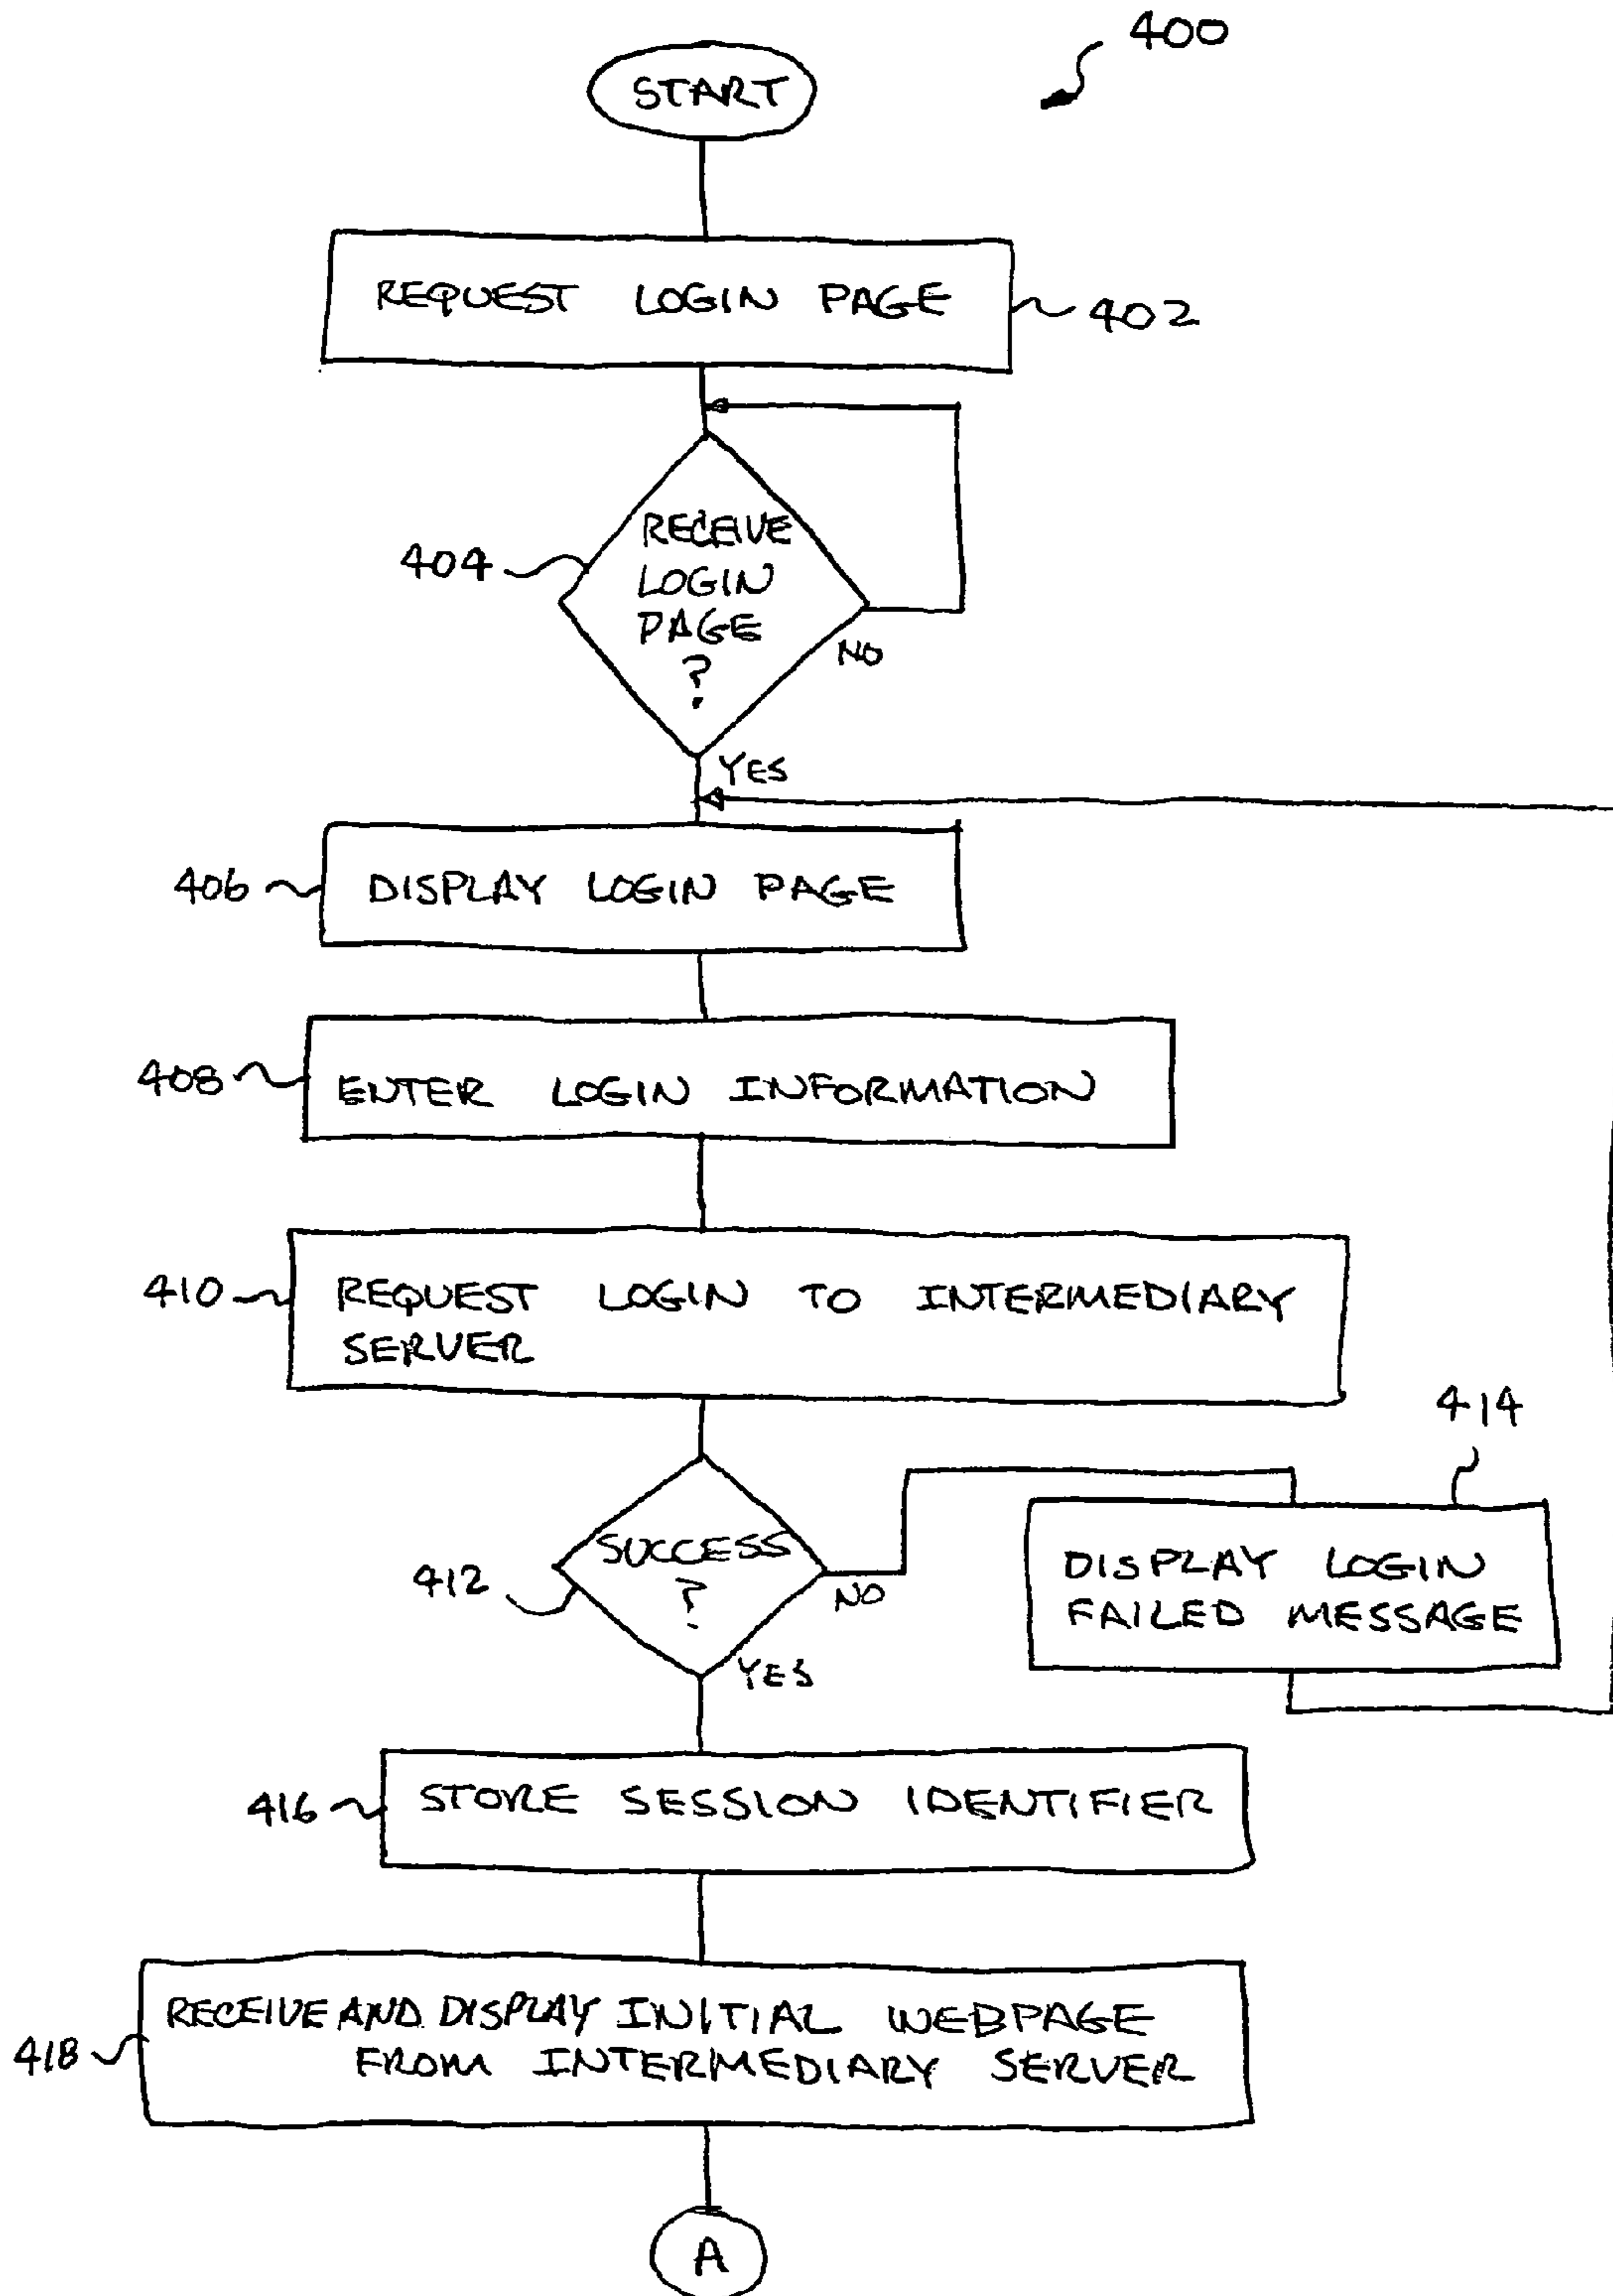 400
START
REQUEST LOGIN PAGE
402
RECEIVE
LOGIN
PAGE
?
404
NO
YES
406
DISPLAY LOGIN PAGE
408
ENTER LOGIN INFORMATION
410
REQUEST LOGIN TO INTERMEDIARY
SERVER
414
SUCCESS
?
412
NO
DISPLAY LOGIN
FAILED MESSAGE
YES
416
STORE SESSION IDENTIFIER
418
RECEIVE AND DISPLAY INITIAL WEBPAGE
FROM INTERMEDIARY SERVER
A